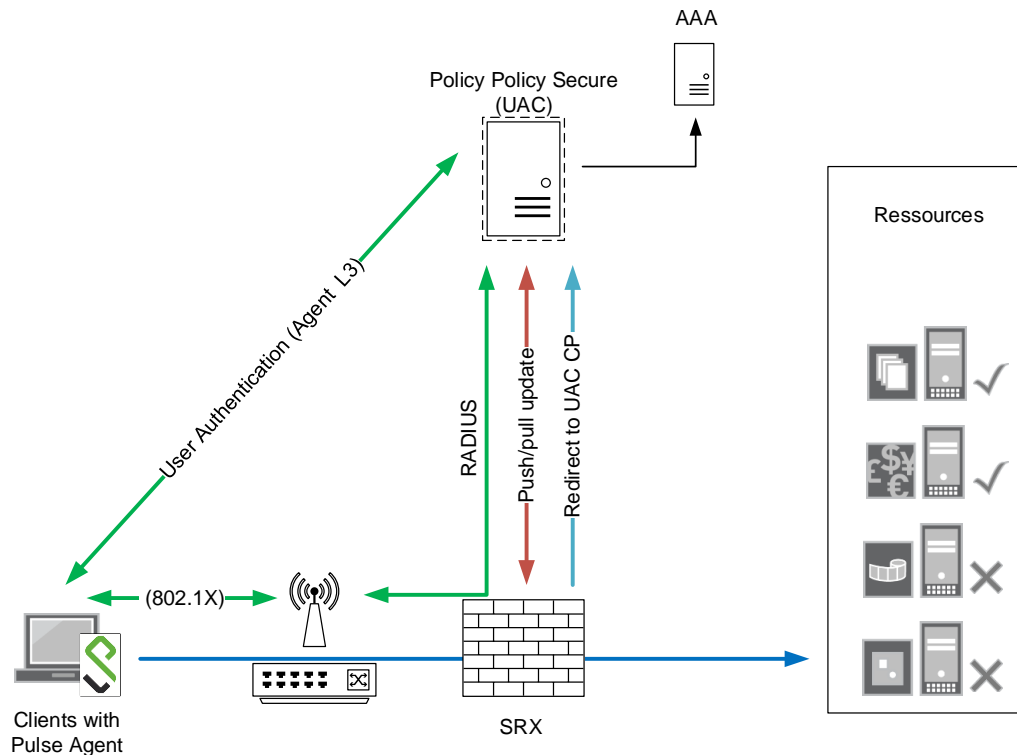 AAA
Policy Policy Secure
(UAC)
Ressources
User Authentication (Agent L3)
RADIUS
Push/pull update
Redirect to UAC CP
£$¥€
(802.1X)
Clients with
Pulse Agent
SRX